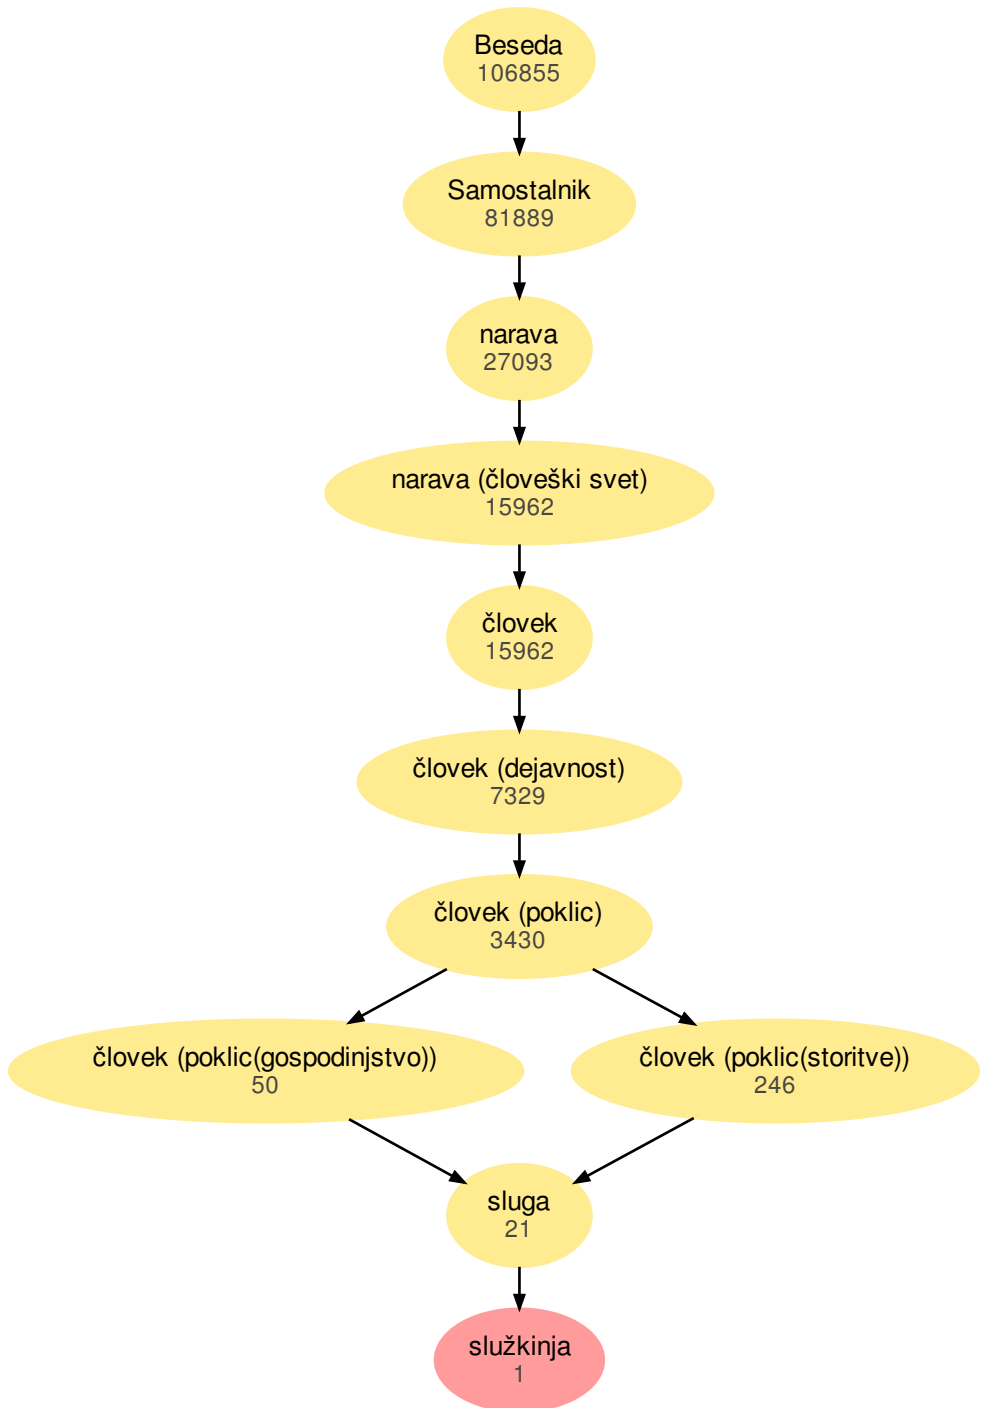 Beseda
106855
Samostalnik
81889
narava
27093
narava (človeški svet)
15962
človek
15962
človek (dejavnost)
7329
človek (poklic)
3430
človek (poklic(gospodinjstvo))
50
človek (poklic(storitve))
246
sluga
21
služkinja
1